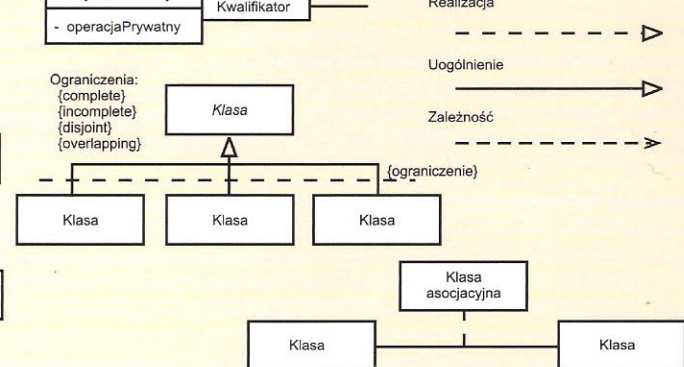 Realizacja
Kwalifikator
- operacjaPrywatny
Uogólnienie
Ograniczenia:
{complete}
{incomplete}
{disjoint}
{overlapping}
Klasa
Zależność
{ograniczenie}
Klasa
Klasa
Klasa
Klasa
asocjacyjna
Klasa
Klasa